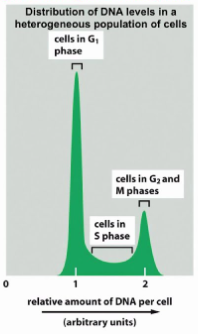 Distribution of DNA levels in a
heterogeneous population of cells
cells in G₁
phase
cells in G₂ and
M phases
cells in
S phase
0 1 2
relative amount of DNA per cell
(arbitrary units)